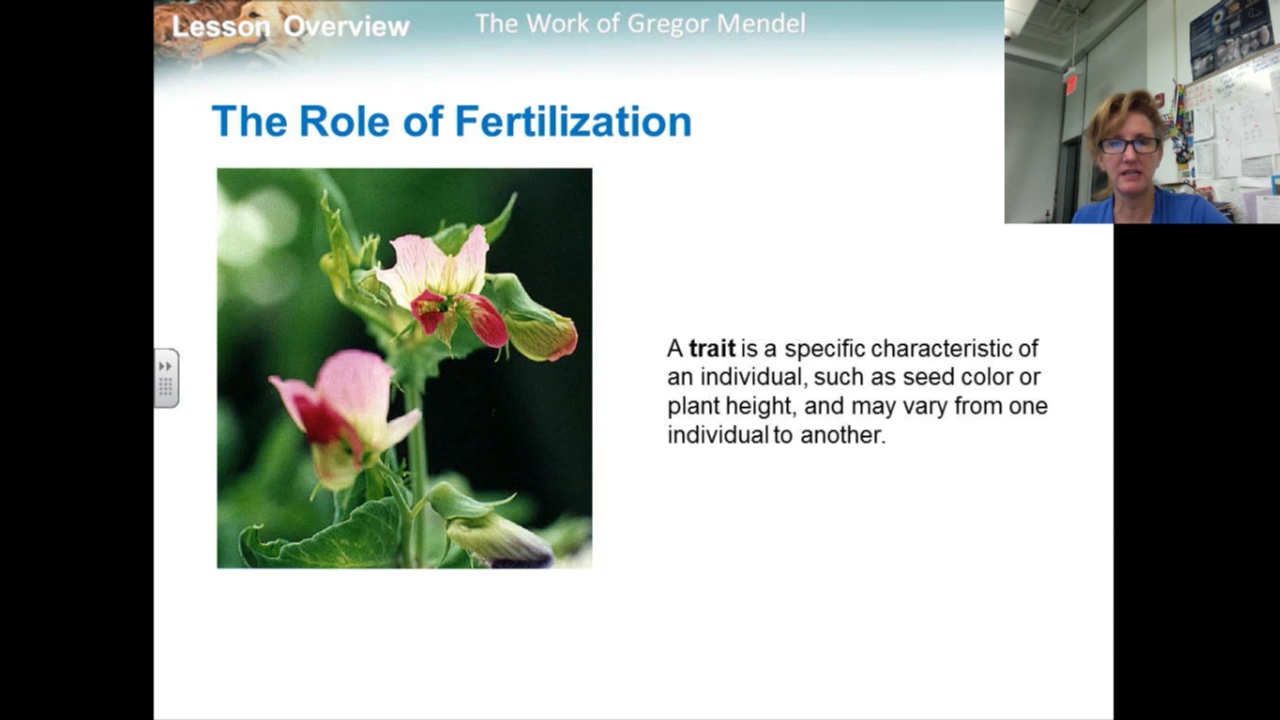 Lesson Overview
The Work of Gregor Mendel
The Role of Fertilization
A trait is a specific characteristic of
an individual, such as seed color or
plant height, and may vary from one
individual to another.